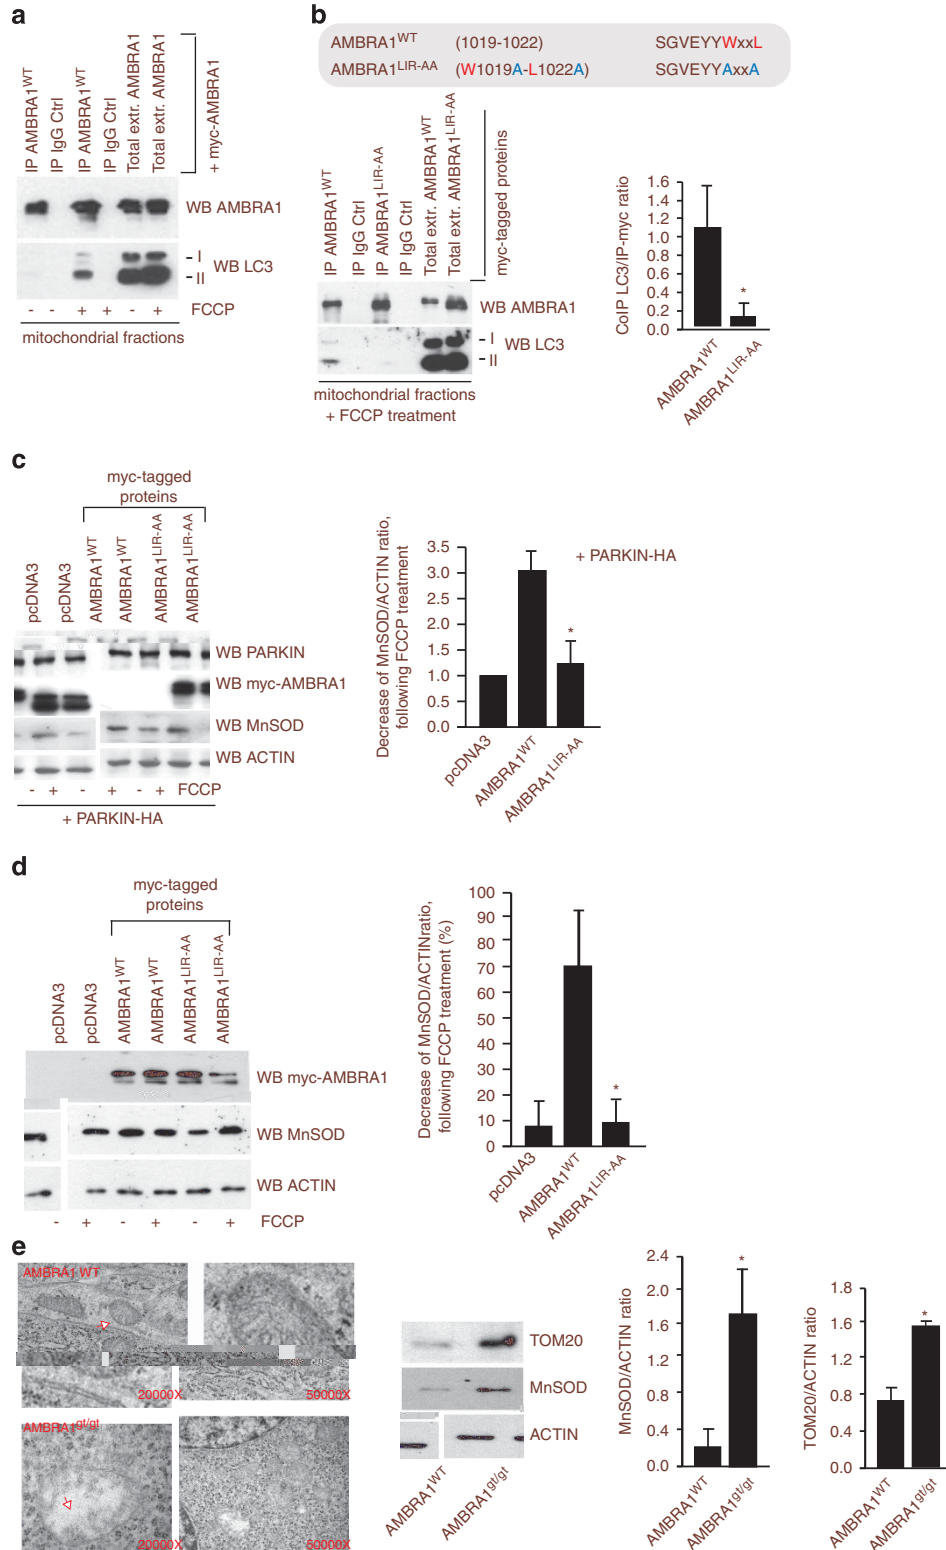 a
IP AMBRA1WT
IP IgG Ctrl
IP AMBRA1WT
IP IgG Ctrl
Total extr. AMBRA1
Total extr. AMBRA1
+ myc-AMBRA1
WB AMBRA1
- I
- II
WB LC3
- - + + - + FCCP
mitochondrial fractions
b
AMBRA1WT (1019-1022) SGVEYYWxxL
AMBRA1LIR-AA (W1019A-L1022A) SGVEYYAxxA
IP AMBRA1WT
IP IgG Ctrl
IP AMBRA1LIR-AA
IP IgG Ctrl
Total extr. AMBRA1WT
Total extr. AMBRA1LIR-AA
myc-tagged proteins
WB AMBRA1
- I
- II
WB LC3
mitochondrial fractions
+ FCCP treatment
CoIP LC3/IP-myc ratio
1.6
1.4
1.2
1.0
0.8
0.6
0.4
0.2
0.0
*
AMBRA1WT
AMBRA1LIR-AA
c
myc-tagged
proteins
pcDNA3
pcDNA3
AMBRA1WT
AMBRA1WT
AMBRA1LIR-AA
AMBRA1LIR-AA
WB PARKIN
WB myc-AMBRA1
WB MnSOD
WB ACTIN
- + - + - + FCCP
+ PARKIN-HA
Decrease of MnSOD/ACTIN ratio,
following FCCP treatment
3.5
3.0
2.5
2.0
1.5
1.0
0.5
0.0
+ PARKIN-HA
*
pcDNA3
AMBRA1WT
AMBRA1LIR-AA
d
myc-tagged
proteins
pcDNA3
pcDNA3
AMBRA1WT
AMBRA1WT
AMBRA1LIR-AA
AMBRA1LIR-AA
WB myc-AMBRA1
WB MnSOD
WB ACTIN
- + - + - + FCCP
Decrease of MnSOD/ACTINratio,
following FCCP treatment (%)
100
80
70
60
50
40
30
20
10
0
*
pcDNA3
AMBRA1WT
AMBRA1LIR-AA
e
AMBRA1 WT
20000X
50000X
AMBRA1gt/gt
20000X
50000X
TOM20
MnSOD
ACTIN
AMBRA1WT
AMBRA1gt/gt
MnSOD/ACTIN ratio
2.4
2.0
1.6
1.2
0.8
0.4
0.0
*
AMBRA1WT
AMBRA1gt/gt
TOM20/ACTIN ratio
1.8
1.6
1.2
0.8
0.4
0.0
*
AMBRA1WT
AMBRA1gt/gt